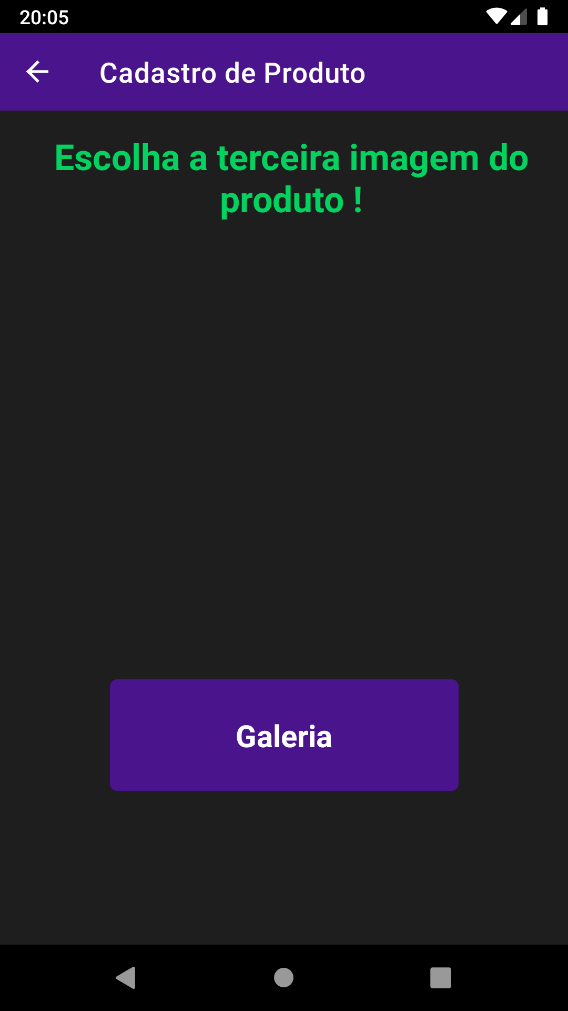 20:05
Cadastro de Produto
Escolha a terceira imagem do
produto !
Galeria